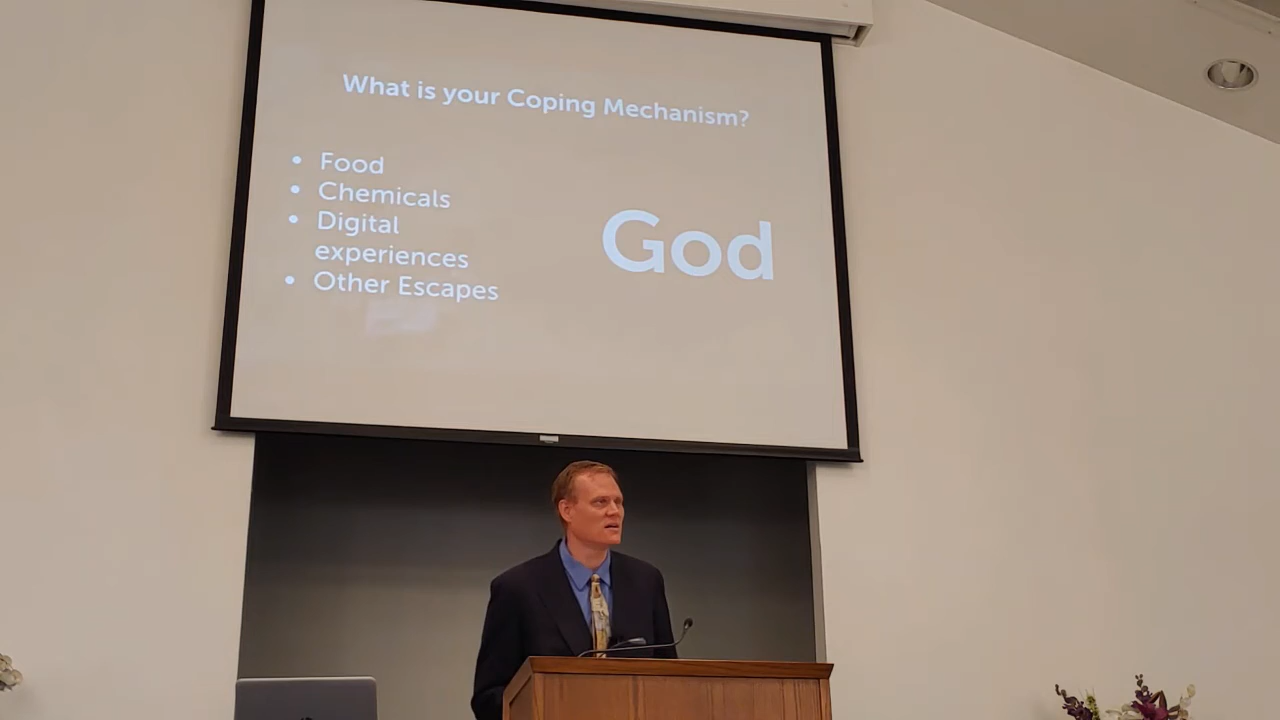 What is your Coping Mechanism?
• Food
• Chemicals
• Digital
experiences
• Other Escapes
God